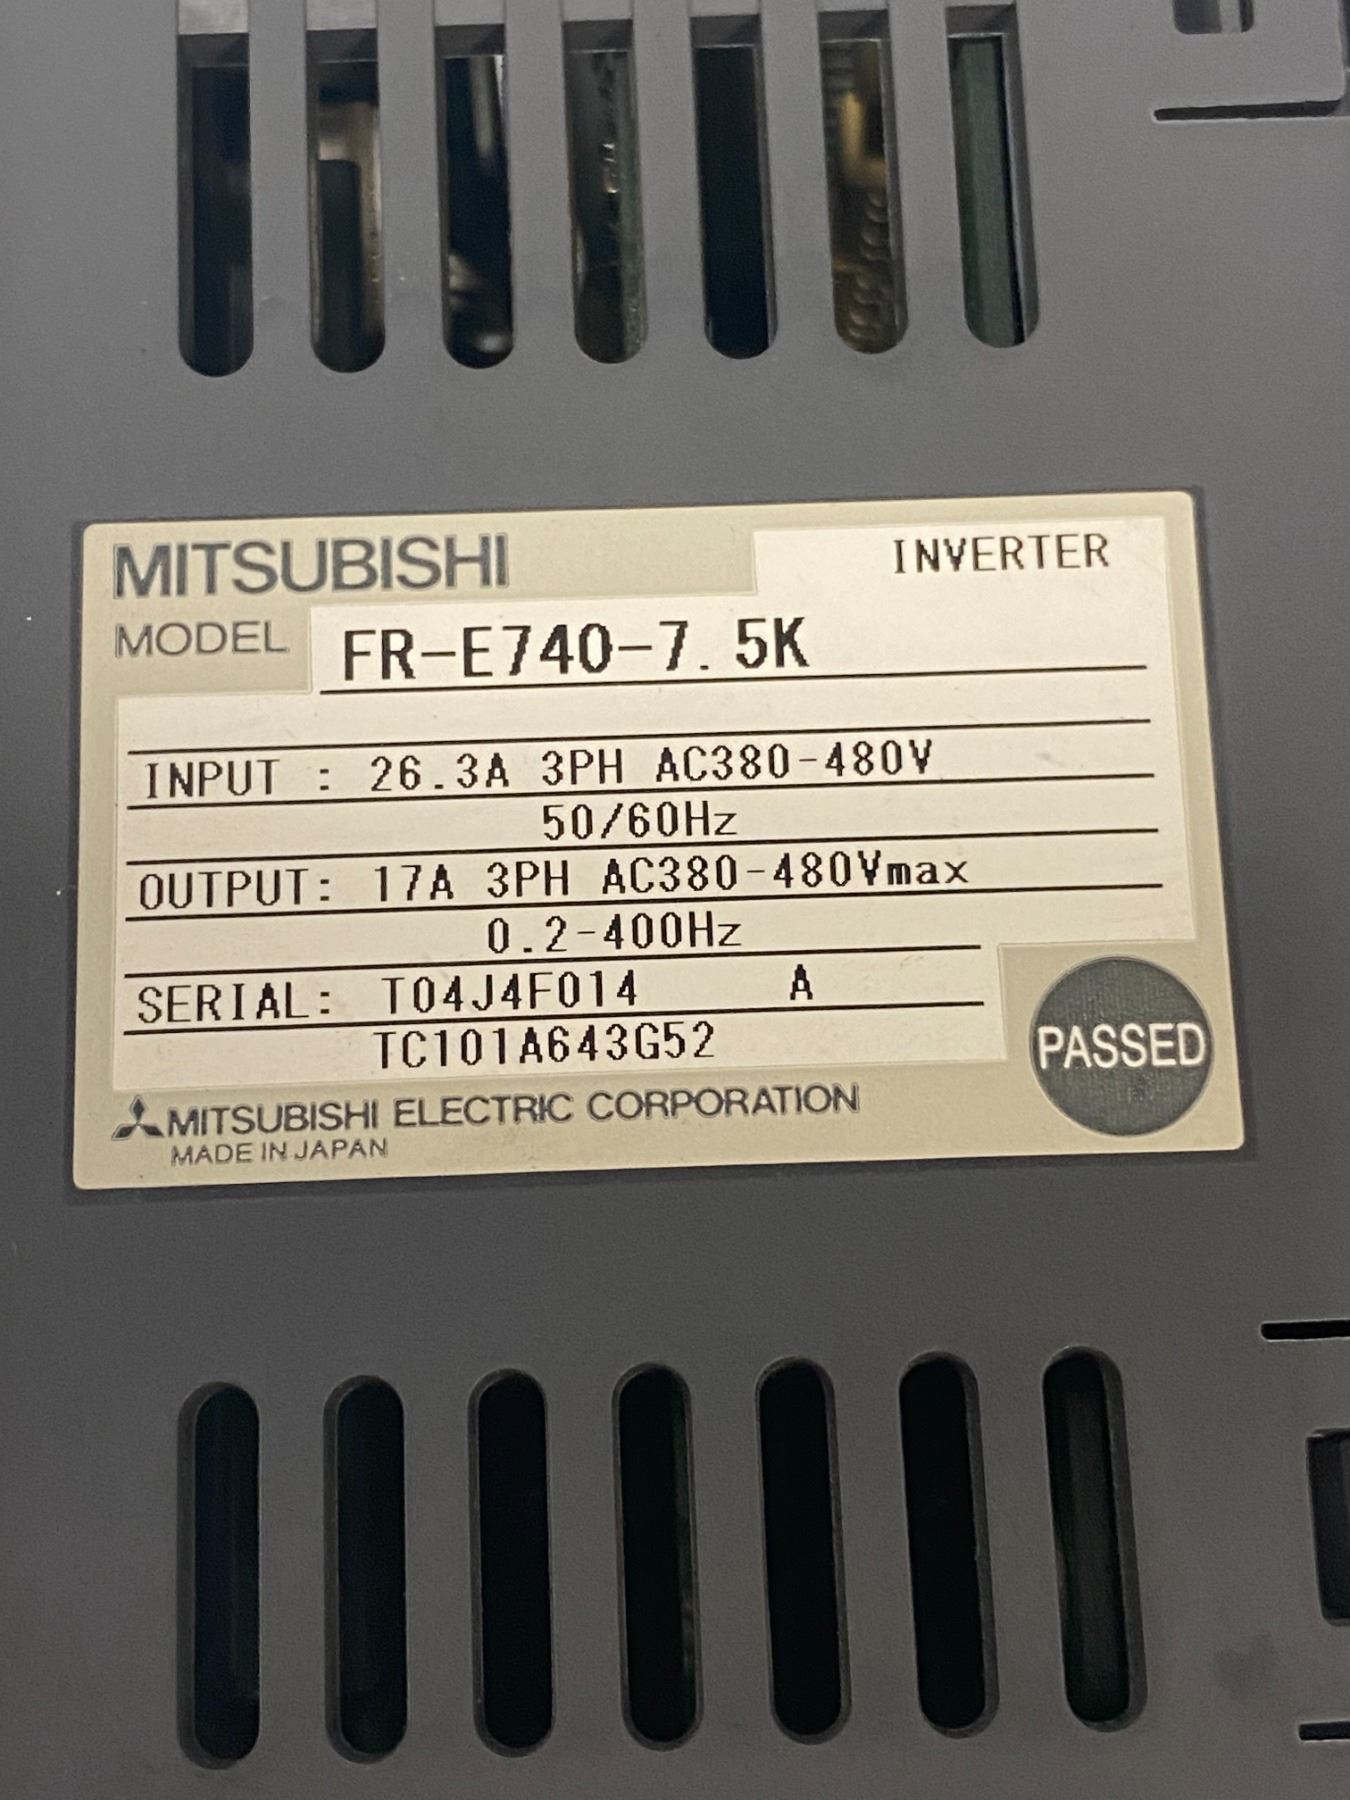 MITSUBISHI
INVERTER
MODEL FR-E740-7.5K
INPUT : 26.3A 3PH AC380-480V
50/60Hz
OUTPUT: 17A 3PH AC380-480Vmax
0.2-400Hz
SERIAL: T04J4F014 A
TC101A643G52
PASSED
MITSUBISHI ELECTRIC CORPORATION
MADE IN JAPAN